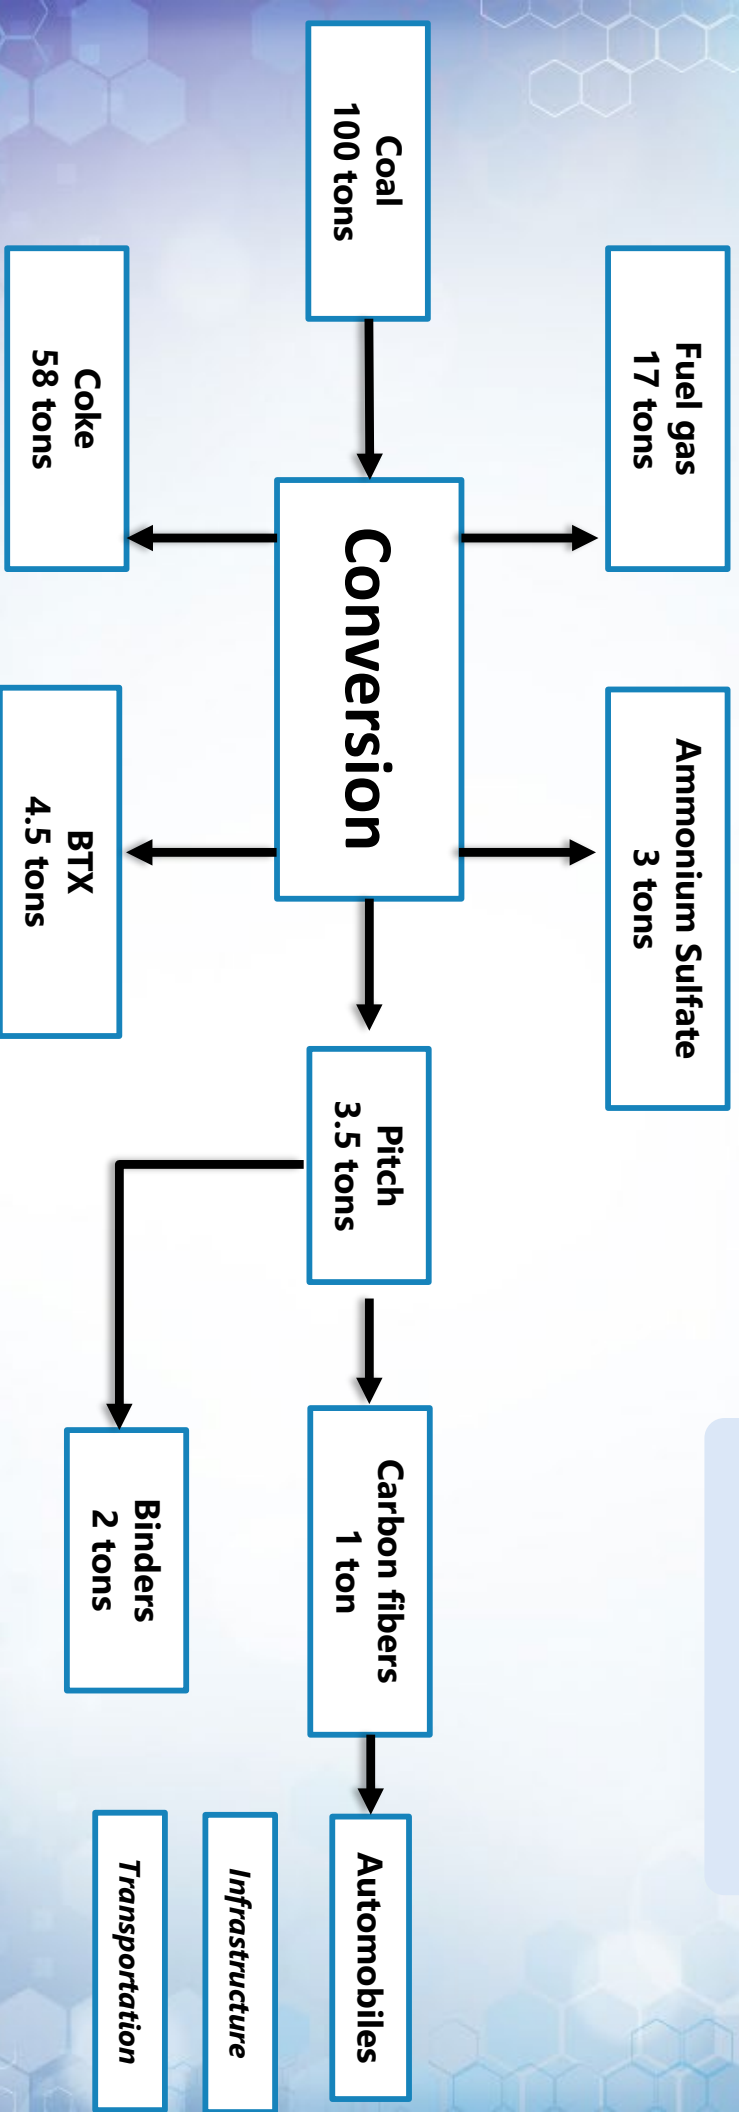 Fuel gas
17 tons
Ammonium Sulfate
3 tons
Coal
100 tons
Conversion
Pitch
3.5 tons
Carbon fibers
1 ton
Automobiles
Infrastructure
Transportation
Coke
58 tons
BTX
4.5 tons
Binders
2 tons